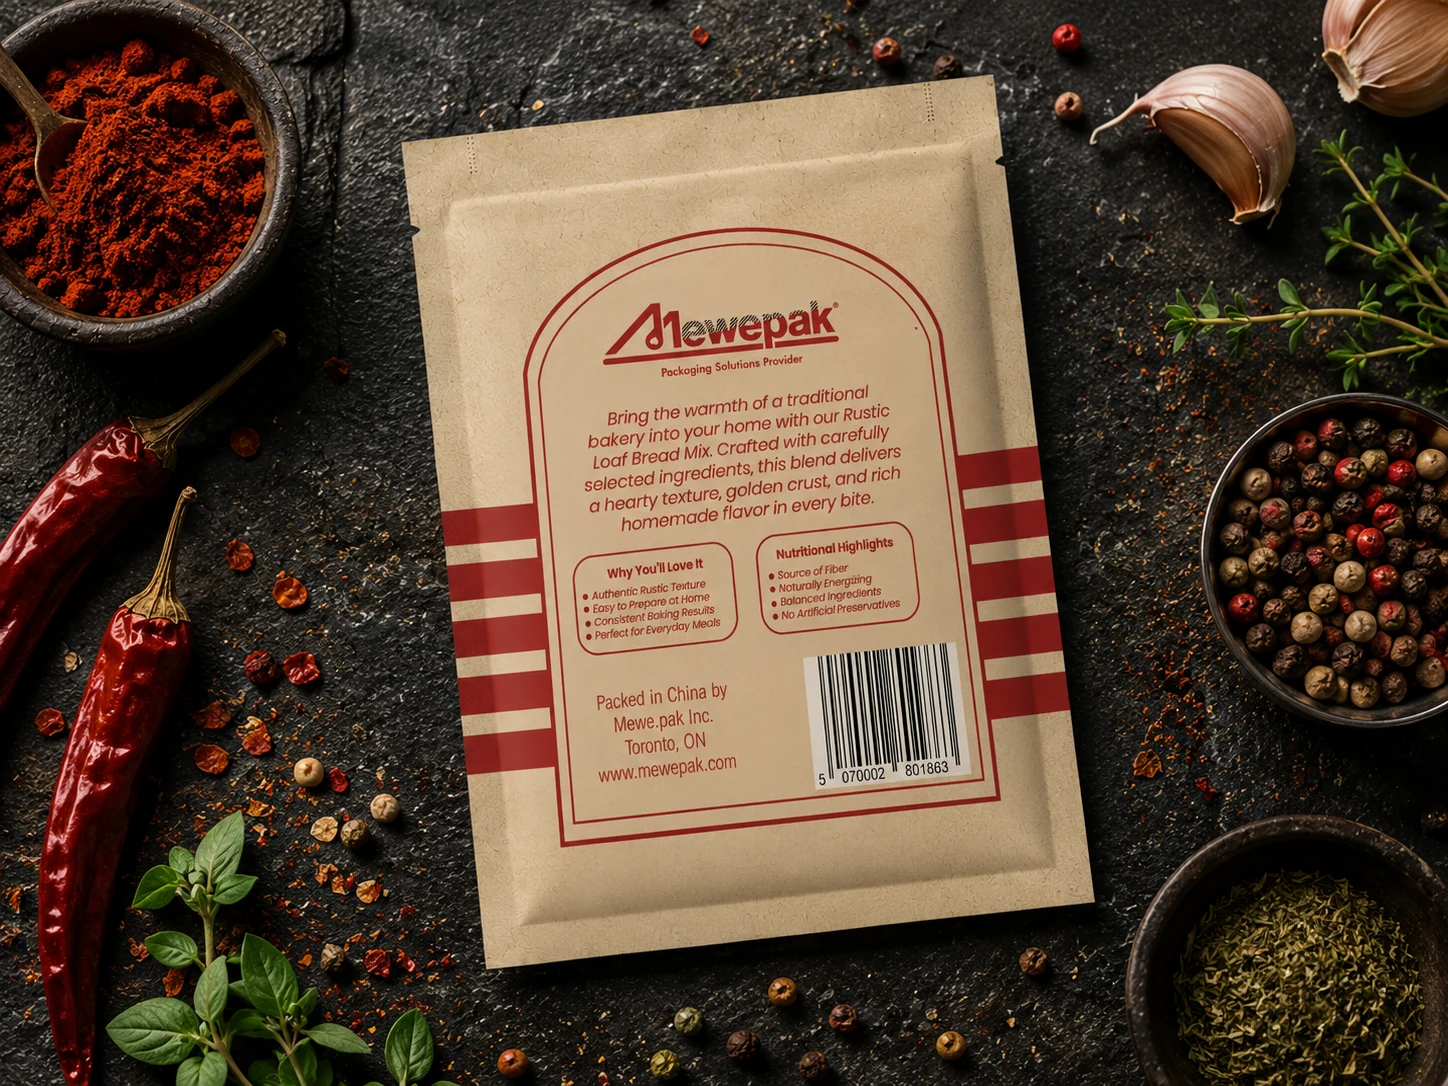 Mewepak®
Packaging Solutions Provider
Bring the warmth of a traditional
bakery into your home with our Rustic
Loaf Bread Mix. Crafted with carefully
selected ingredients, this blend delivers
a hearty texture, golden crust, and rich
homemade flavor in every bite.
Why You'll Love It
• Authentic Rustic Texture
• Easy to Prepare at Home
• Consistent Baking Results
• Perfect for Everyday Meals
Nutritional Highlights
• Source of Fiber
• Naturally Energizing
• Balanced Ingredients
• No Artificial Preservatives
Packed in China by
Mewe.pak Inc.
Toronto, ON
www.mewepak.com
5 070002 801863